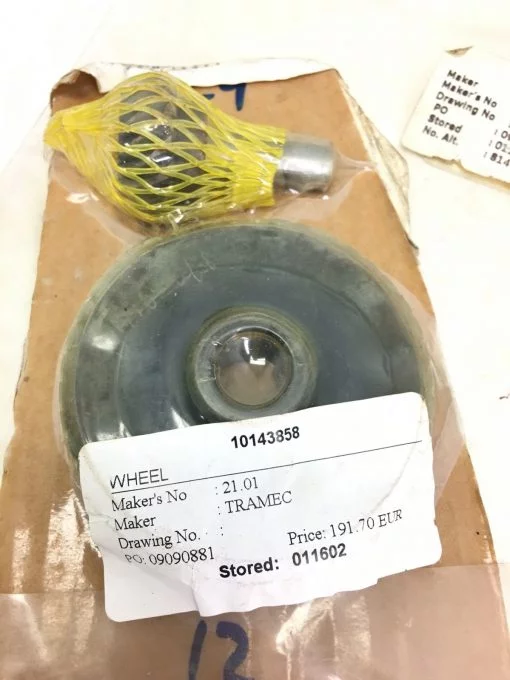 Maker
Maker's No
Drawing No
PO
Stored
No. Alt.
10143858
WHEEL
Maker's No : 21.01
Maker : TRAMEC
Drawing No. :
PO: 09090881 Price: 191.70 EUR
Stored: 011602
12